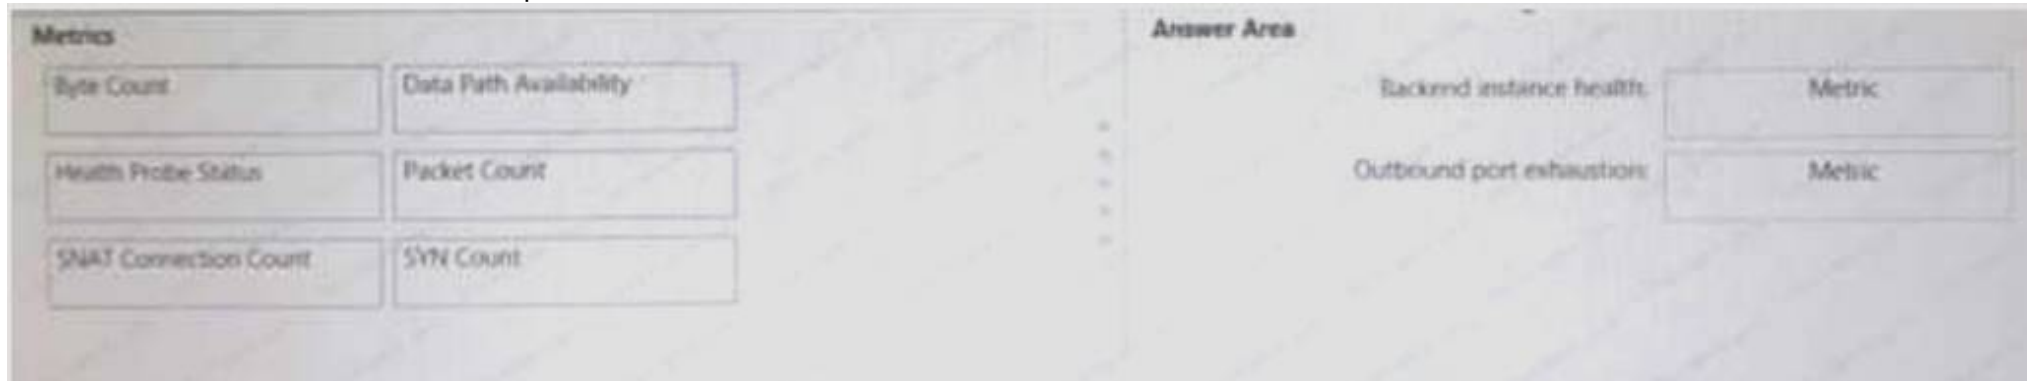 Metrics
Byte Count
Data Path Availability
Health Probe Status
Packet Count
SNAT Connection Count
SYN Count
Answer Area
Backend instance health:
Metric
Outbound port exhaustion:
Metric